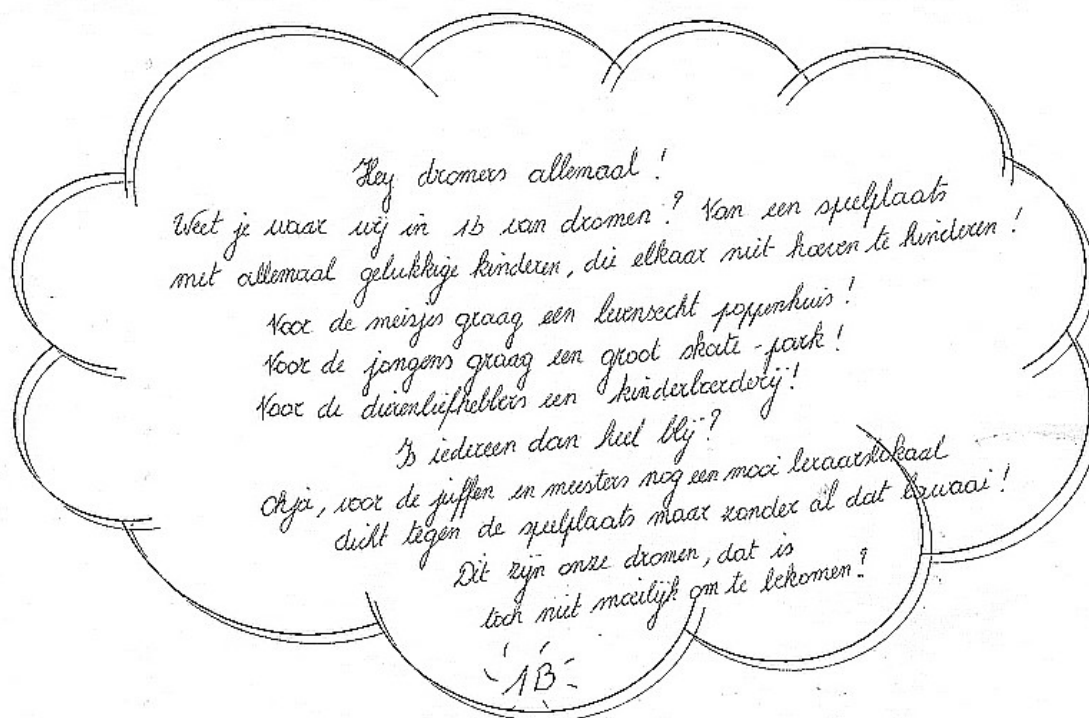 Hey dromers allemaal !
Weet je waar wij in 1b van dromen ? Van een speelplaats
met allemaal gelukkige kinderen, die elkaar niet hoeven te hinderen !
Voor de meisjes graag een levensecht poppenhuis !
Voor de jongens graag een groot skate-park !
Voor de dierenliefhebbers een kinderboerderij !
Is iedereen dan heel blij ?
Ohja, voor de juffen en meesters nog een mooi leraarslokaal
dicht tegen de speelplaats maar zonder al dat lawaai !
Dit zijn onze dromen, dat is
toch niet moeilijk om te bekomen ?
1B